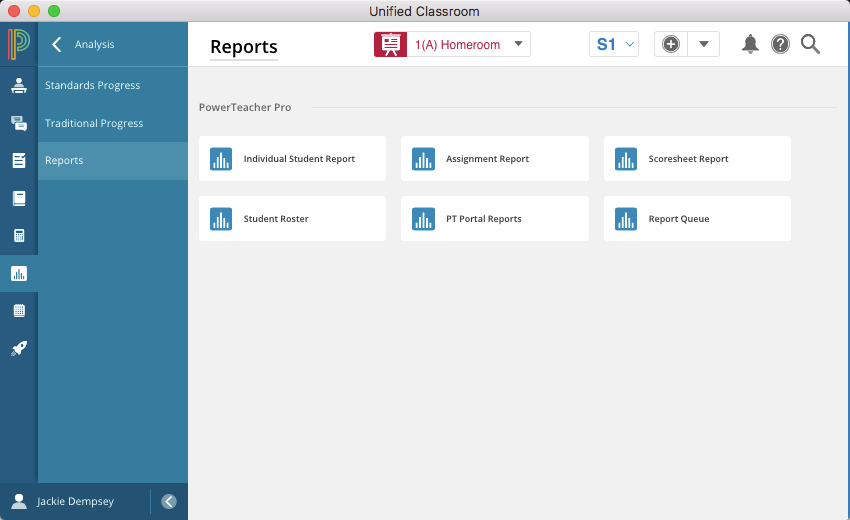 Unified Classroom
Analysis
Standards Progress
Traditional Progress
Reports
Jackie Dempsey
Reports
1(A) Homeroom
S1
PowerTeacher Pro
Individual Student Report
Assignment Report
Scoresheet Report
Student Roster
PT Portal Reports
Report Queue